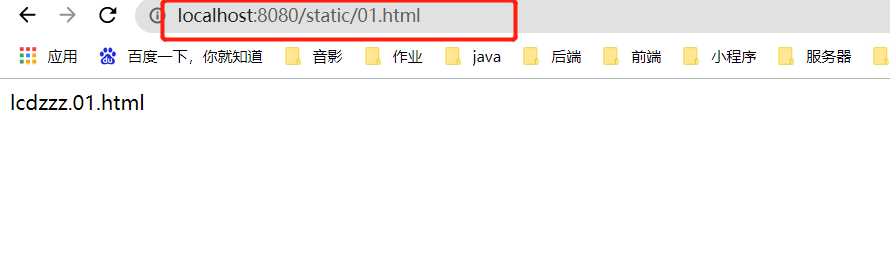 localhost:8080/static/01.html
应用 百度一下，你就知道 音影 作业 java 后端 前端 小程序 服务器
lcdzzz.01.html